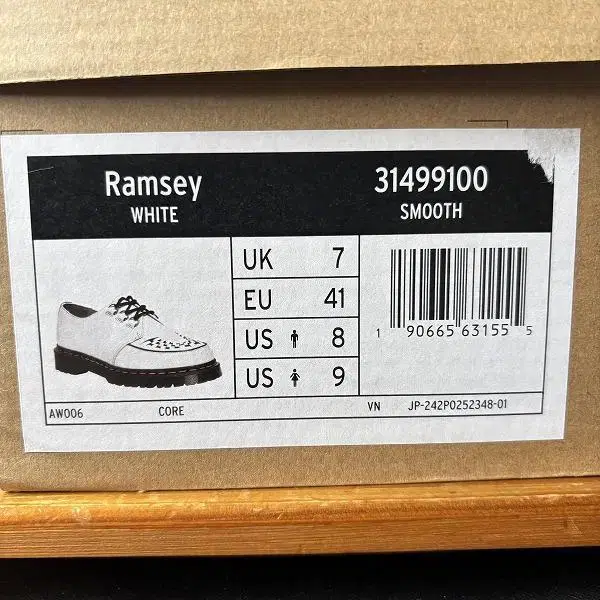 Ramsey
WHITE
31499100
SMOOTH
UK 7
EU 41
US 8
US 9
1 90665 63155 5
AW006 CORE VN JP-242P0252348-01